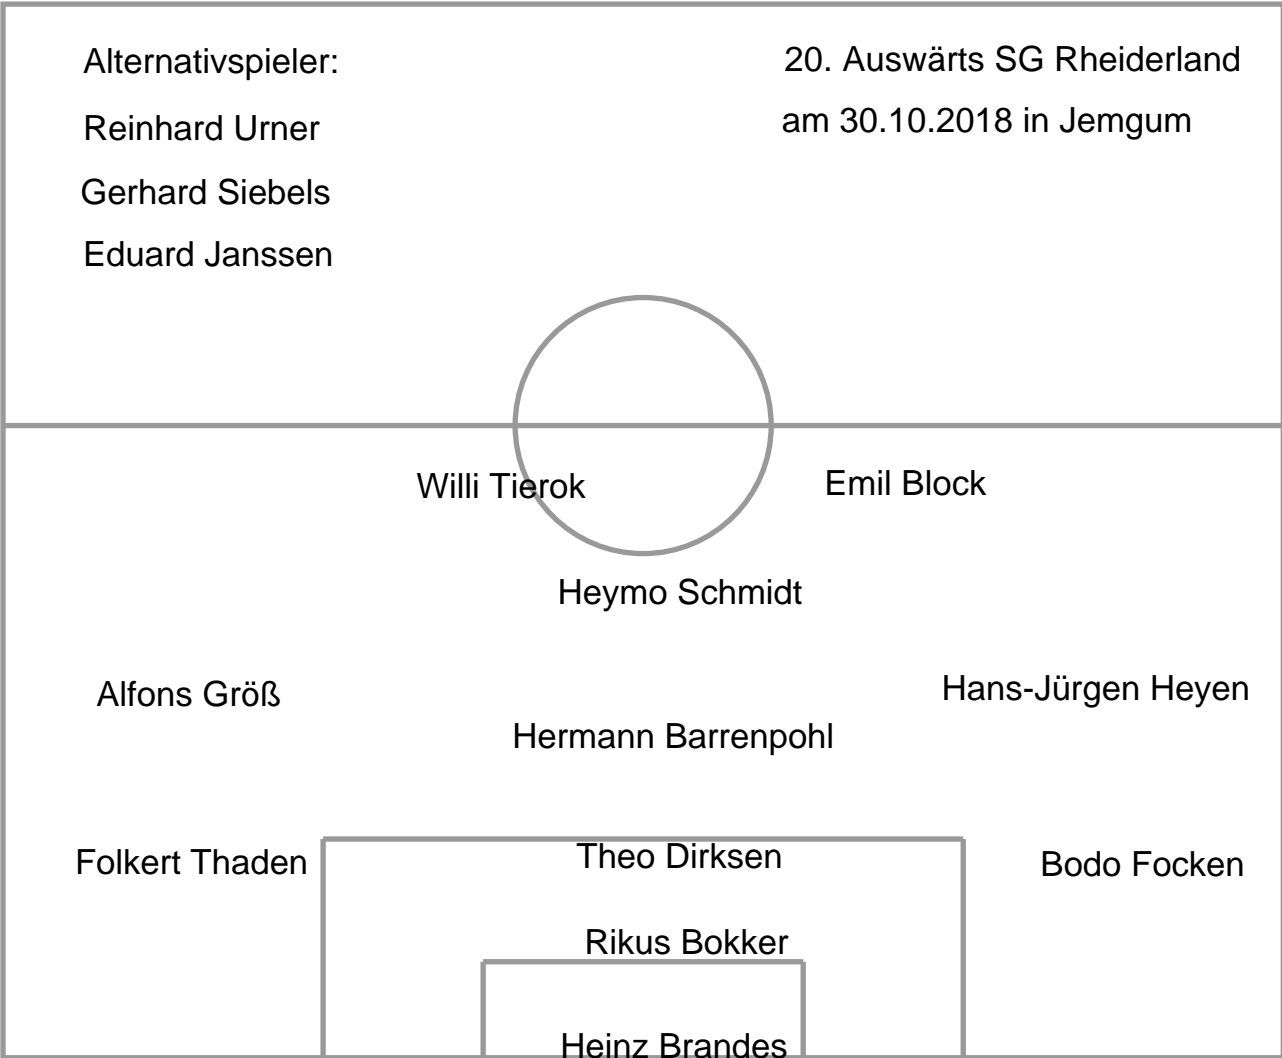 Alternativspieler:
Reinhard Urner
Gerhard Siebels
Eduard Janssen
20. Auswärts SG Rheiderland
am 30.10.2018 in Jemgum
Willi Tierok
Emil Block
Heymo Schmidt
Alfons Größ
Hans-Jürgen Heyen
Hermann Barrenpohl
Folkert Thaden
Theo Dirksen
Bodo Focken
Rikus Bokker
Heinz Brandes